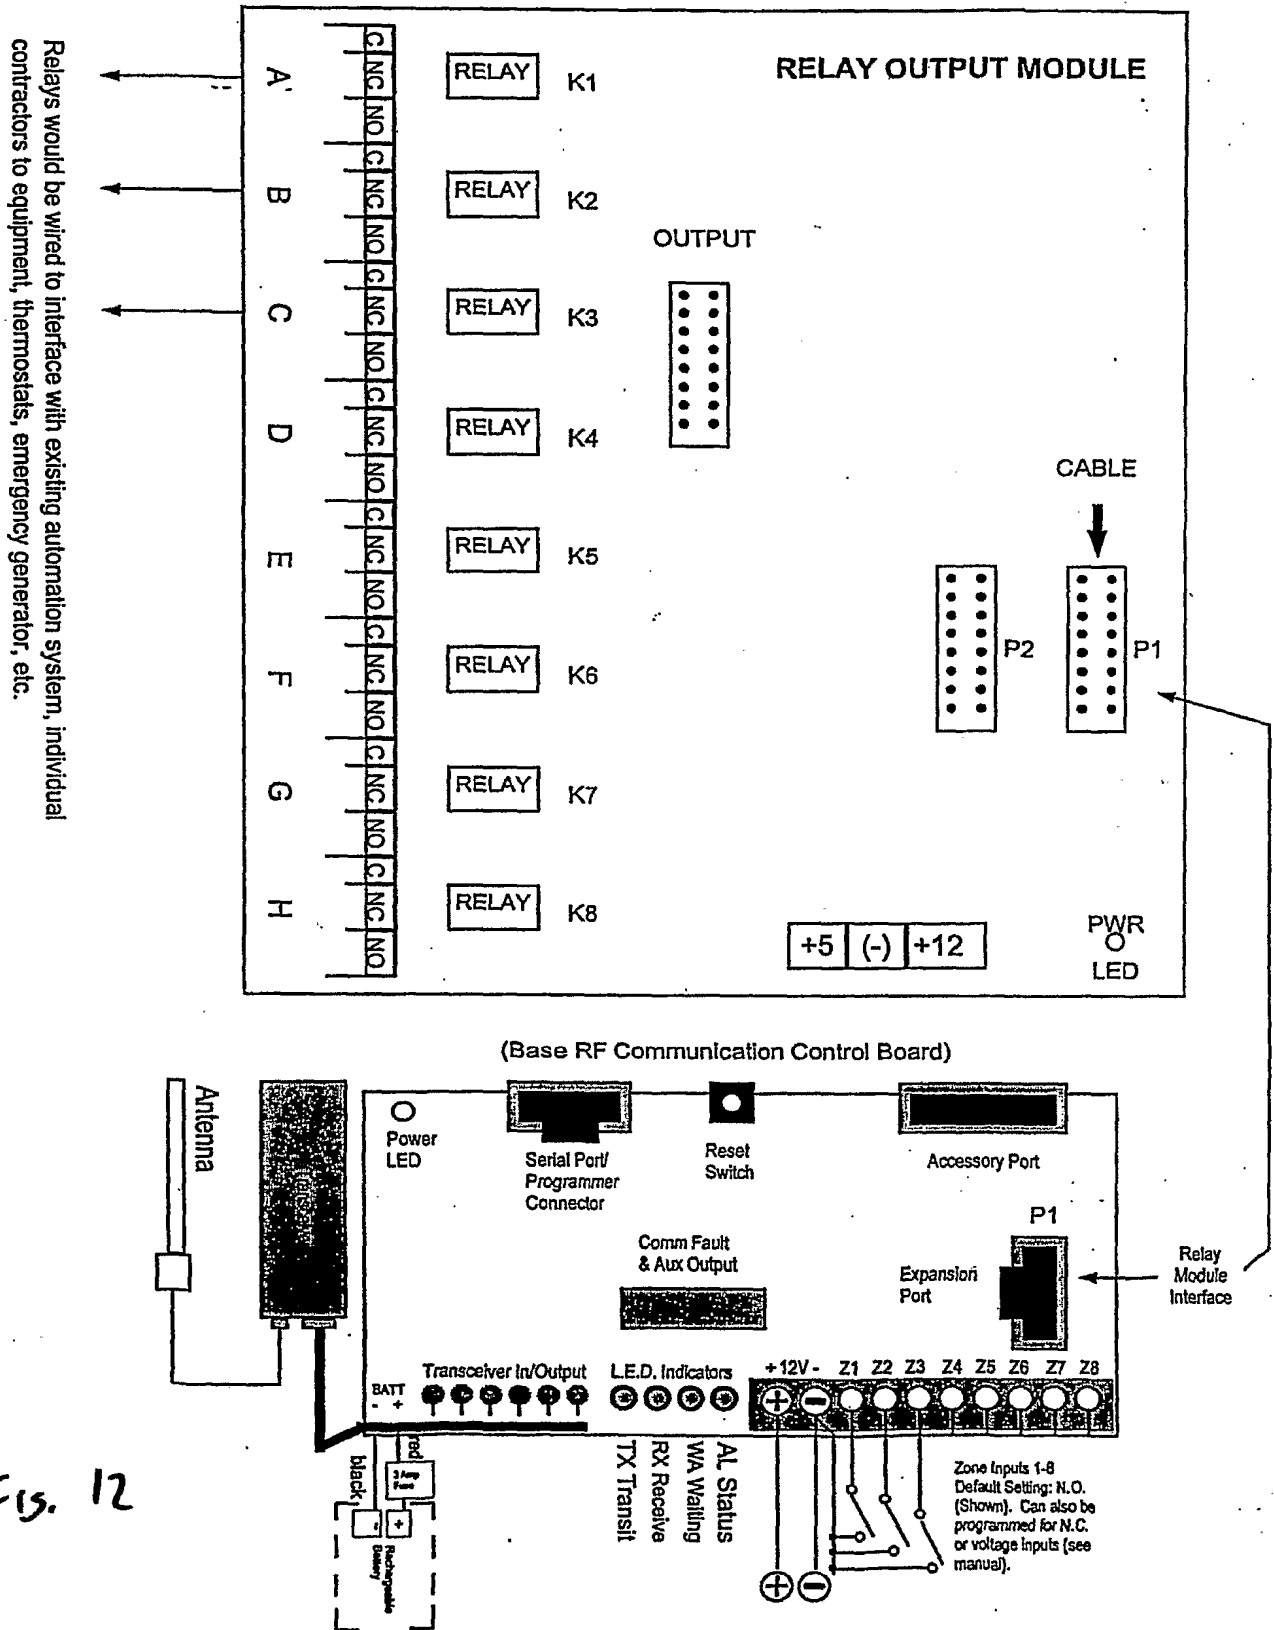 RELAY OUTPUT MODULE
Relays would be wired to interface with existing automation system, individual
contractors to equipment, thermostats, emergency generator, etc.
A
C
NC
NO
RELAY
K1
B
C
NC
NO
RELAY
K2
C
C
NC
NO
RELAY
K3
D
C
NC
NO
RELAY
K4
E
C
NC
NO
RELAY
K5
F
C
NC
NO
RELAY
K6
G
C
NC
NO
RELAY
K7
H
C
NC
NO
RELAY
K8
OUTPUT
CABLE
P2
P1
+5 (-) +12
PWR
LED
(Base RF Communication Control Board)
Antenna
Power
LED
Serial Port/
Programmer
Connector
Reset
Switch
Accessory Port
P1
Comm Fault
& Aux Output
Expansion
Port
Relay
Module
Interface
BATT
- +
Transceiver In/Output
L.E.D. Indicators
+ 12V -
Z1 Z2 Z3 Z4 Z5 Z6 Z7 Z8
+ -
TX Transit
RX Receive
WA Waiting
AL Status
black
red
3 Amp
Fuse
- +
Rechargeable
Battery
Zone Inputs 1-8
Default Setting: N.O.
(Shown). Can also be
programmed for N.C.
or voltage inputs (see
manual).
+ -
Fig. 12